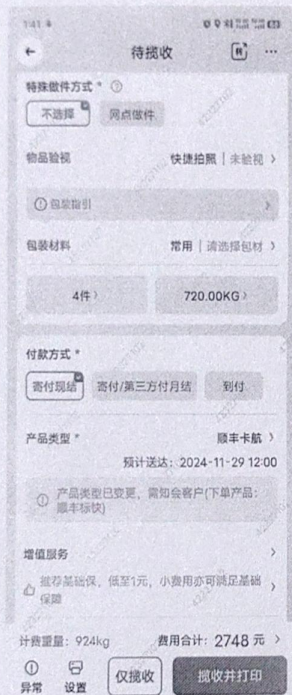 1:41
待揽收
特殊做件方式 *
不选择
网点做件
物品验视
快捷拍照 | 未验视
包装指引
包装材料
常用 | 请选择包材
4件
720.00KG
付款方式 *
寄付现结
寄付/第三方付月结
到付
产品类型 *
顺丰卡航
预计送达：2024-11-29 12:00
产品类型已变更，需知会客户(下单产品：
顺丰标快)
增值服务
推荐基础保，低至1元，小费用亦可满足基础
保障
计费重量：924kg
费用合计：2748 元
异常
设置
仅揽收
揽收并打印